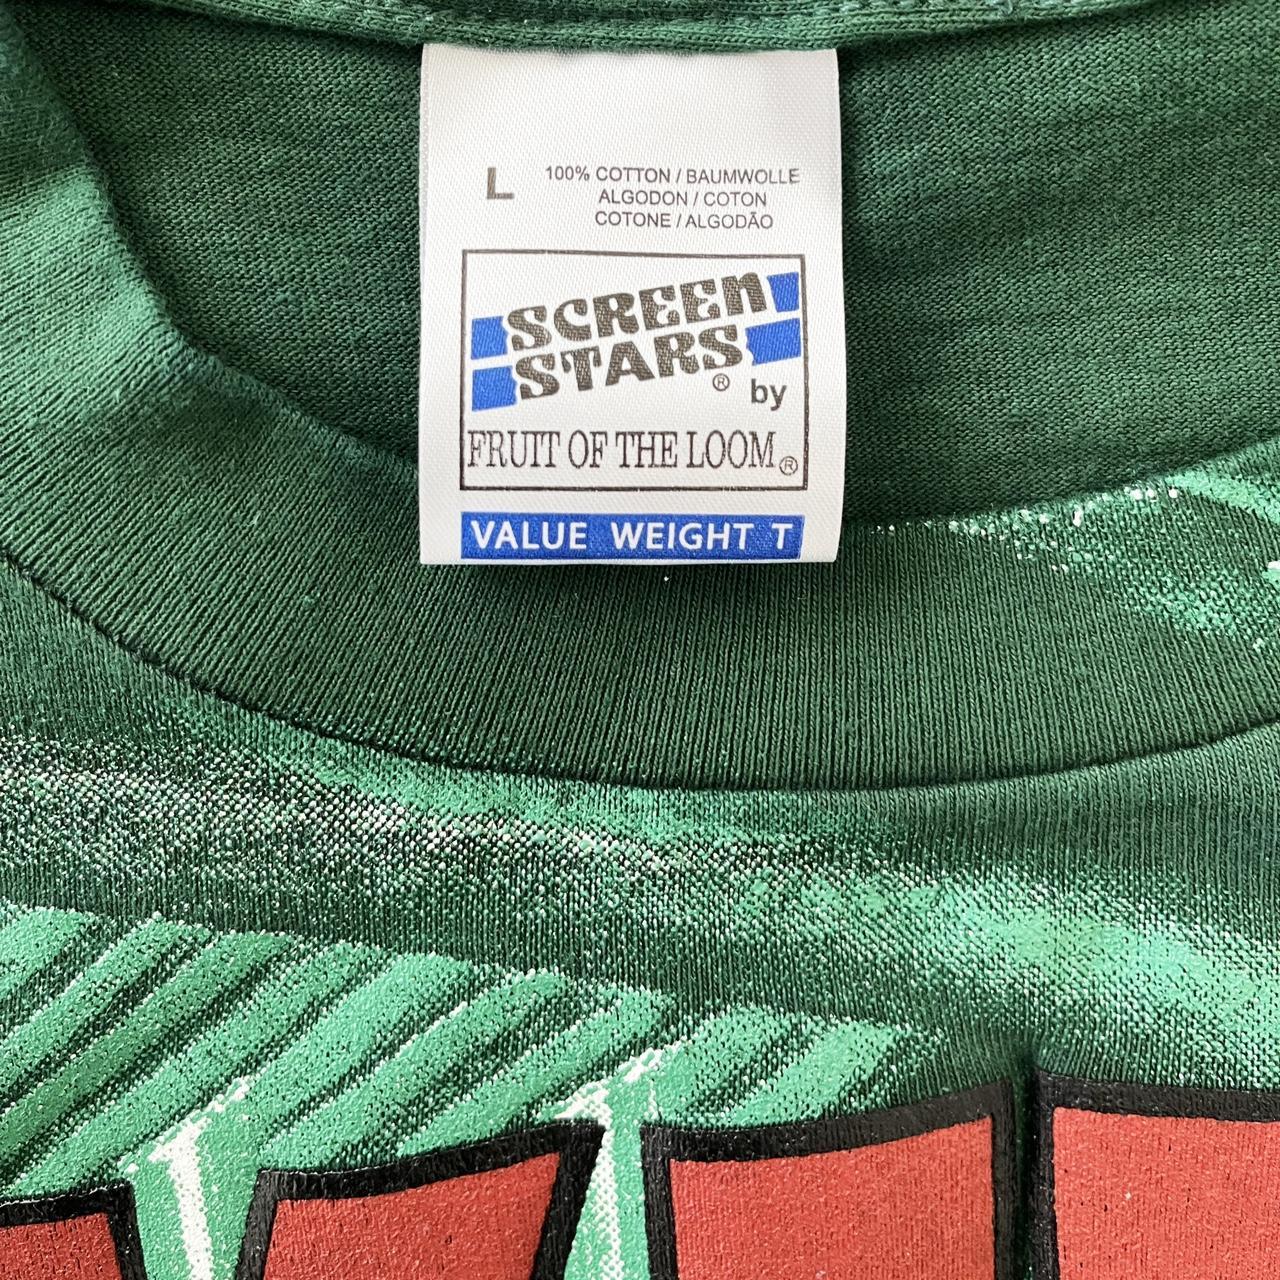 L
100% COTTON / BAUMWOLLE
ALGODON / COTON
COTONE / ALGODÃO
SCREEN
STARS® by
FRUIT OF THE LOOM®
VALUE WEIGHT T